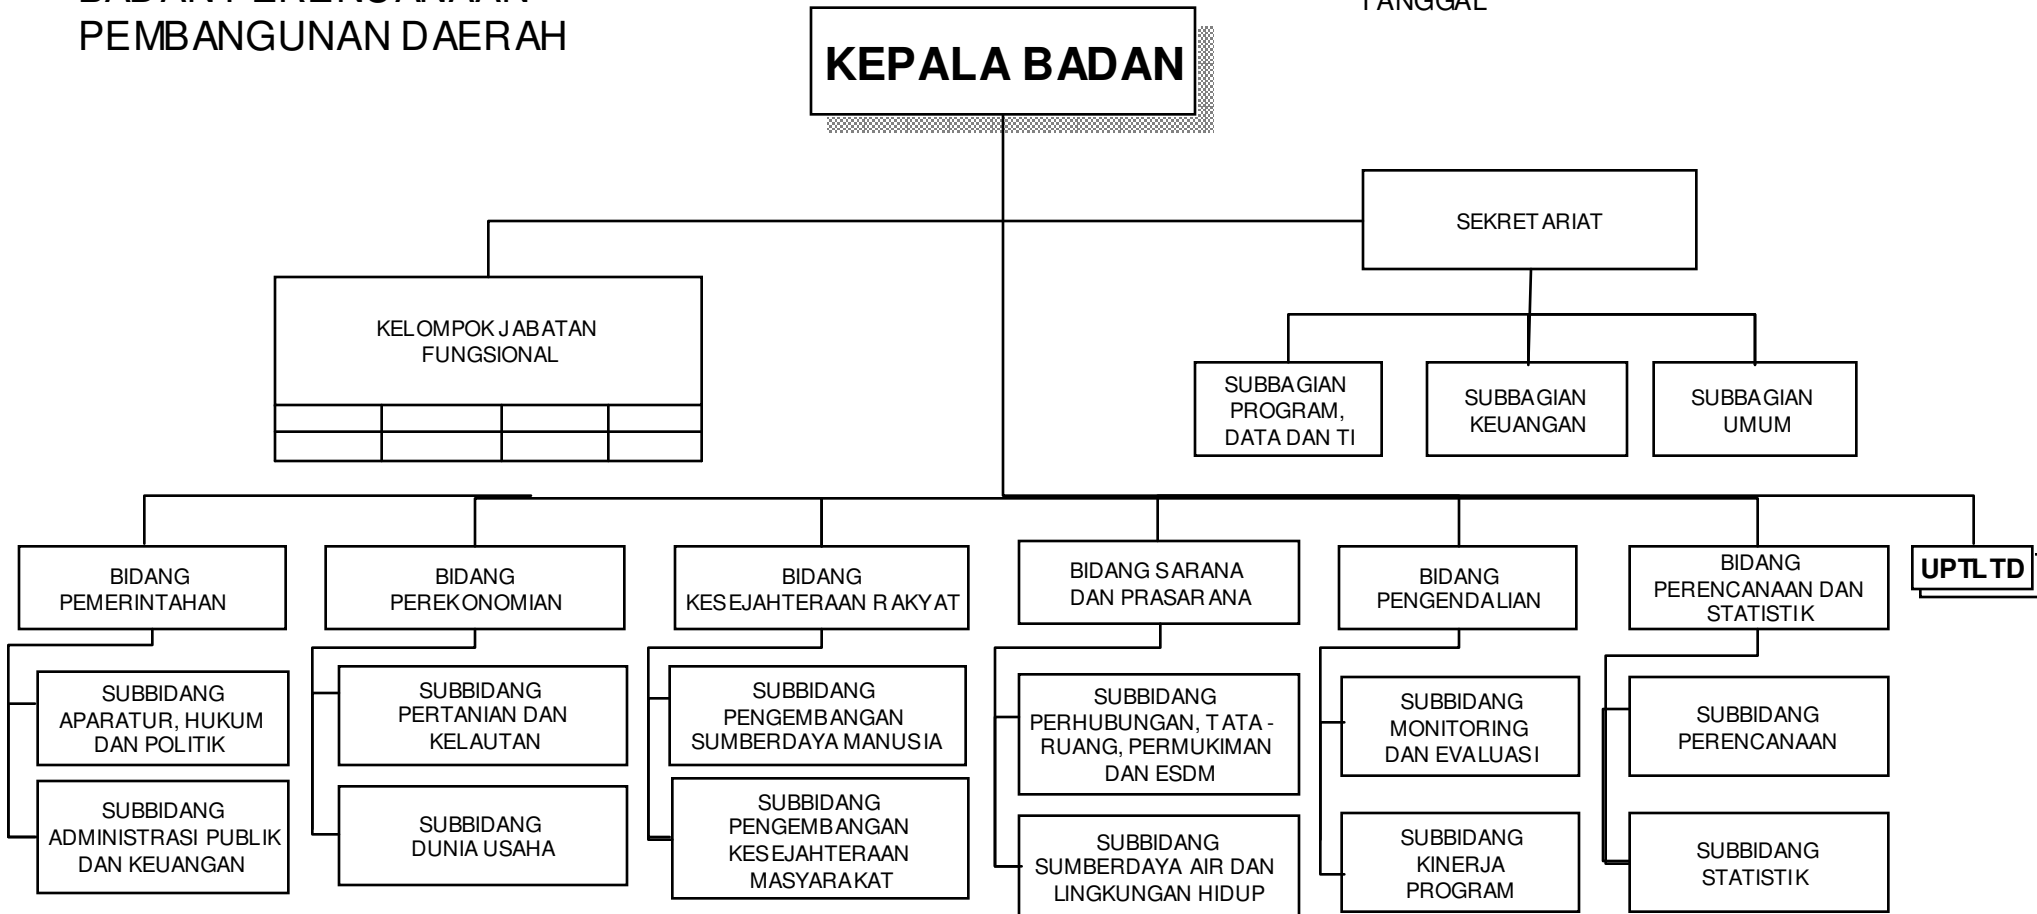 BADAN PERENCANAAN
PEMBANGUNAN DAERAH
TANGGAL
KEPALA BADAN
SEKRETARIAT
KELOMPOK JABATAN
FUNGSIONAL
SUBBAGIAN
PROGRAM,
DATA DAN TI
SUBBAGIAN
KEUANGAN
SUBBAGIAN
UMUM
BIDANG
PEMERINTAHAN
BIDANG
PEREKONOMIAN
BIDANG
KESEJAHTERAAN RAKYAT
BIDANG SARANA
DAN PRASARANA
BIDANG
PENGENDALIAN
BIDANG
PERENCANAAN DAN
STATISTIK
UPTLTD
SUBBIDANG
APARATUR, HUKUM
DAN POLITIK
SUBBIDANG
PERTANIAN DAN
KELAUTAN
SUBBIDANG
PENGEMBANGAN
SUMBERDAYA MANUSIA
SUBBIDANG
PERHUBUNGAN, TATA -
RUANG, PERMUKIMAN
DAN ESDM
SUBBIDANG
MONITORING
DAN EVALUASI
SUBBIDANG
PERENCANAAN
SUBBIDANG
ADMINISTRASI PUBLIK
DAN KEUANGAN
SUBBIDANG
DUNIA USAHA
SUBBIDANG
PENGEMBANGAN
KESEJAHTERAAN
MASYARAKAT
SUBBIDANG
SUMBERDAYA AIR DAN
LINGKUNGAN HIDUP
SUBBIDANG
KINERJA
PROGRAM
SUBBIDANG
STATISTIK